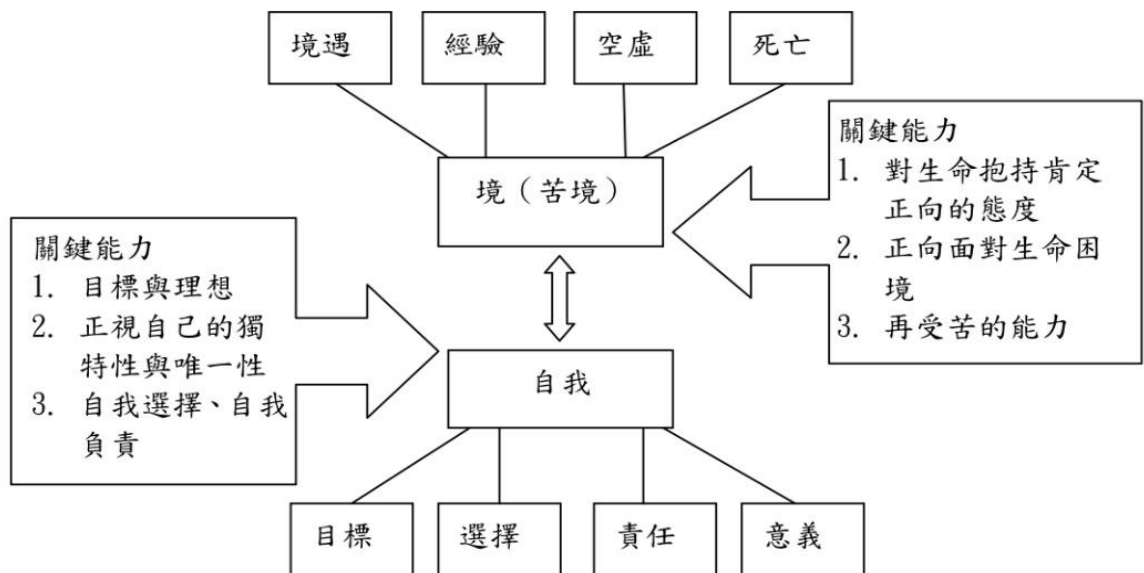 境遇
經驗
空虛
死亡
境（苦境）
關鍵能力
1. 對生命抱持肯定
正向的態度
2. 正向面對生命困
境
3. 再受苦的能力
關鍵能力
1. 目標與理想
2. 正視自己的獨
特性與唯一性
3. 自我選擇、自我
負責
自我
目標
選擇
責任
意義